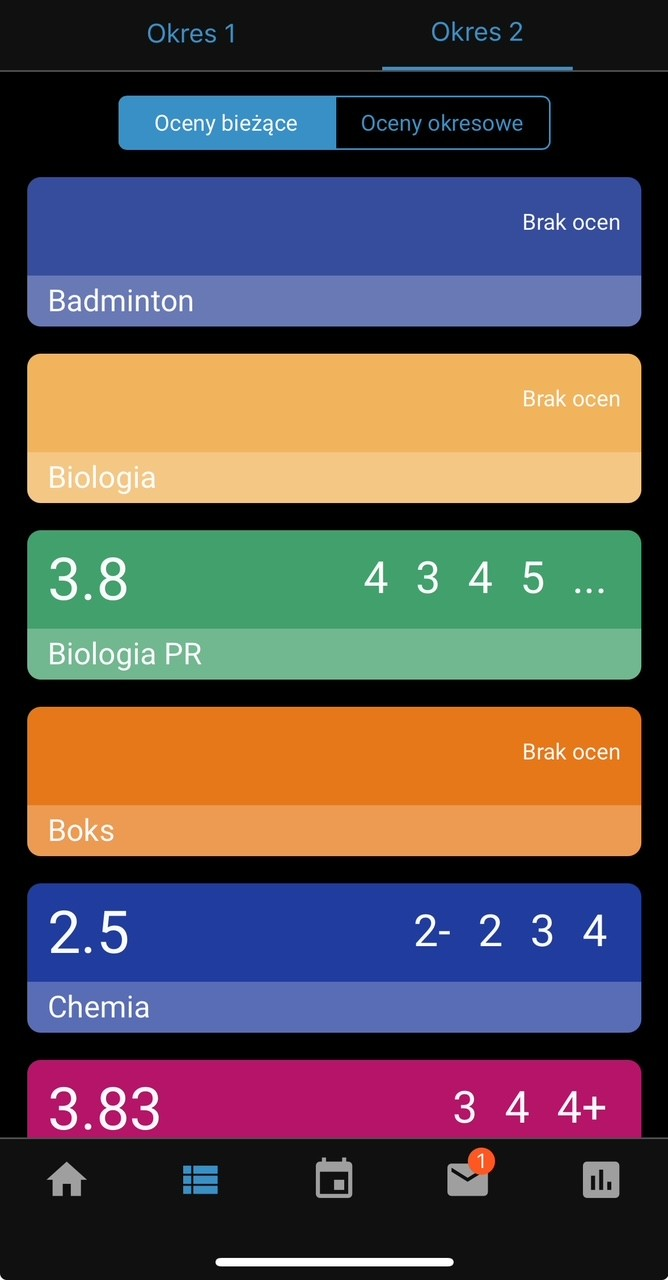 Okres 1 Okres 2
Oceny bieżące Oceny okresowe
Brak ocen
Badminton
Brak ocen
Biologia
3.8 4 3 4 5 ...
Biologia PR
Brak ocen
Boks
2.5 2- 2 3 4
Chemia
3.83 3 4 4+
1